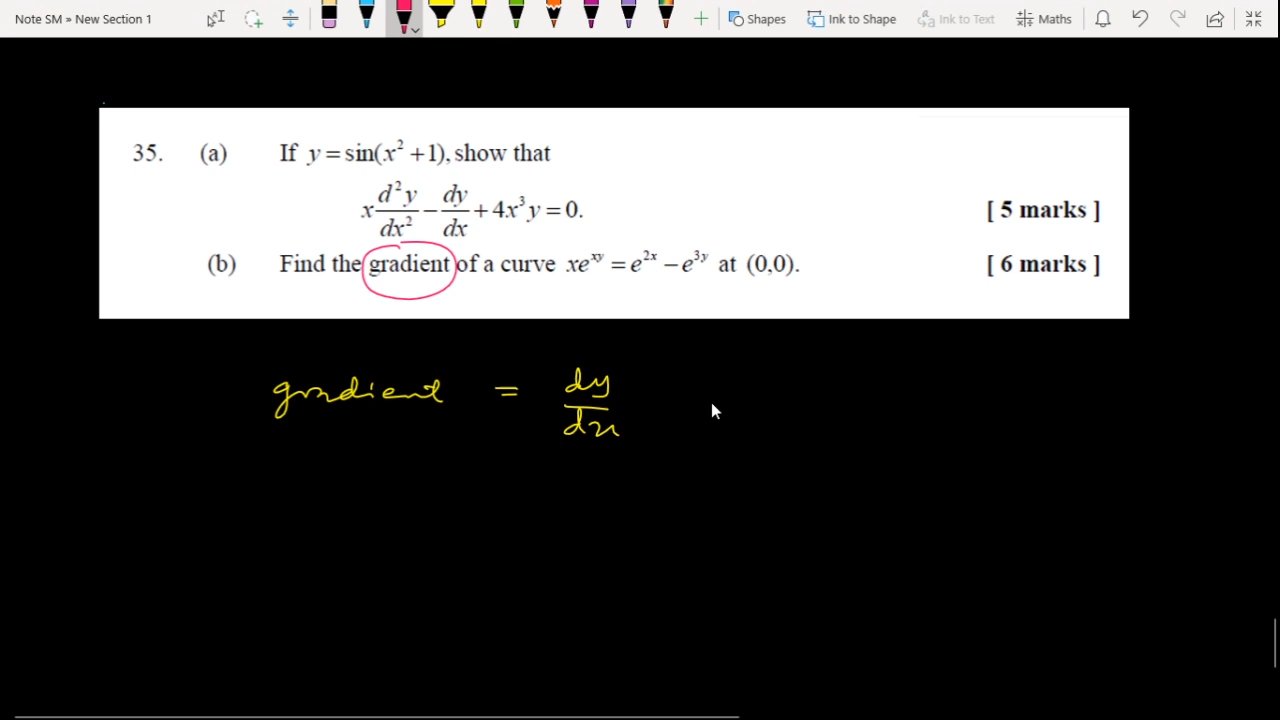 Note SM » New Section 1
Shapes
Ink to Shape
Ink to Text
Maths
35. (a) If y = sin(x² + 1), show that
x d²y/dx² − dy/dx + 4x³y = 0. [ 5 marks ]
(b) Find the gradient of a curve xe^{xy} = e^{2x} − e^{3y} at (0,0). [ 6 marks ]
gradient = dy/dx